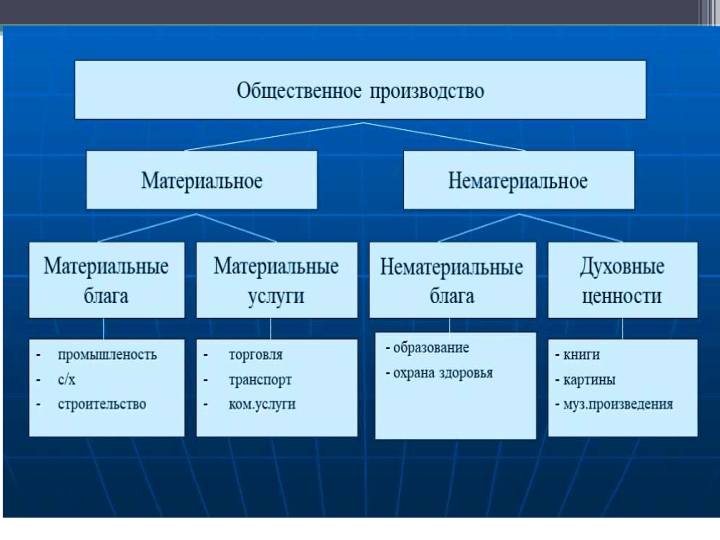 Общественное производство
Материальное
Нематериальное
Материальные
блага
Материальные
услуги
Нематериальные
блага
Духовные
ценности
- промышленость
- с/х
- строительство
- торговля
- транспорт
- ком.услуги
- образование
- охрана здоровья
- книги
- картины
- муз.произведения